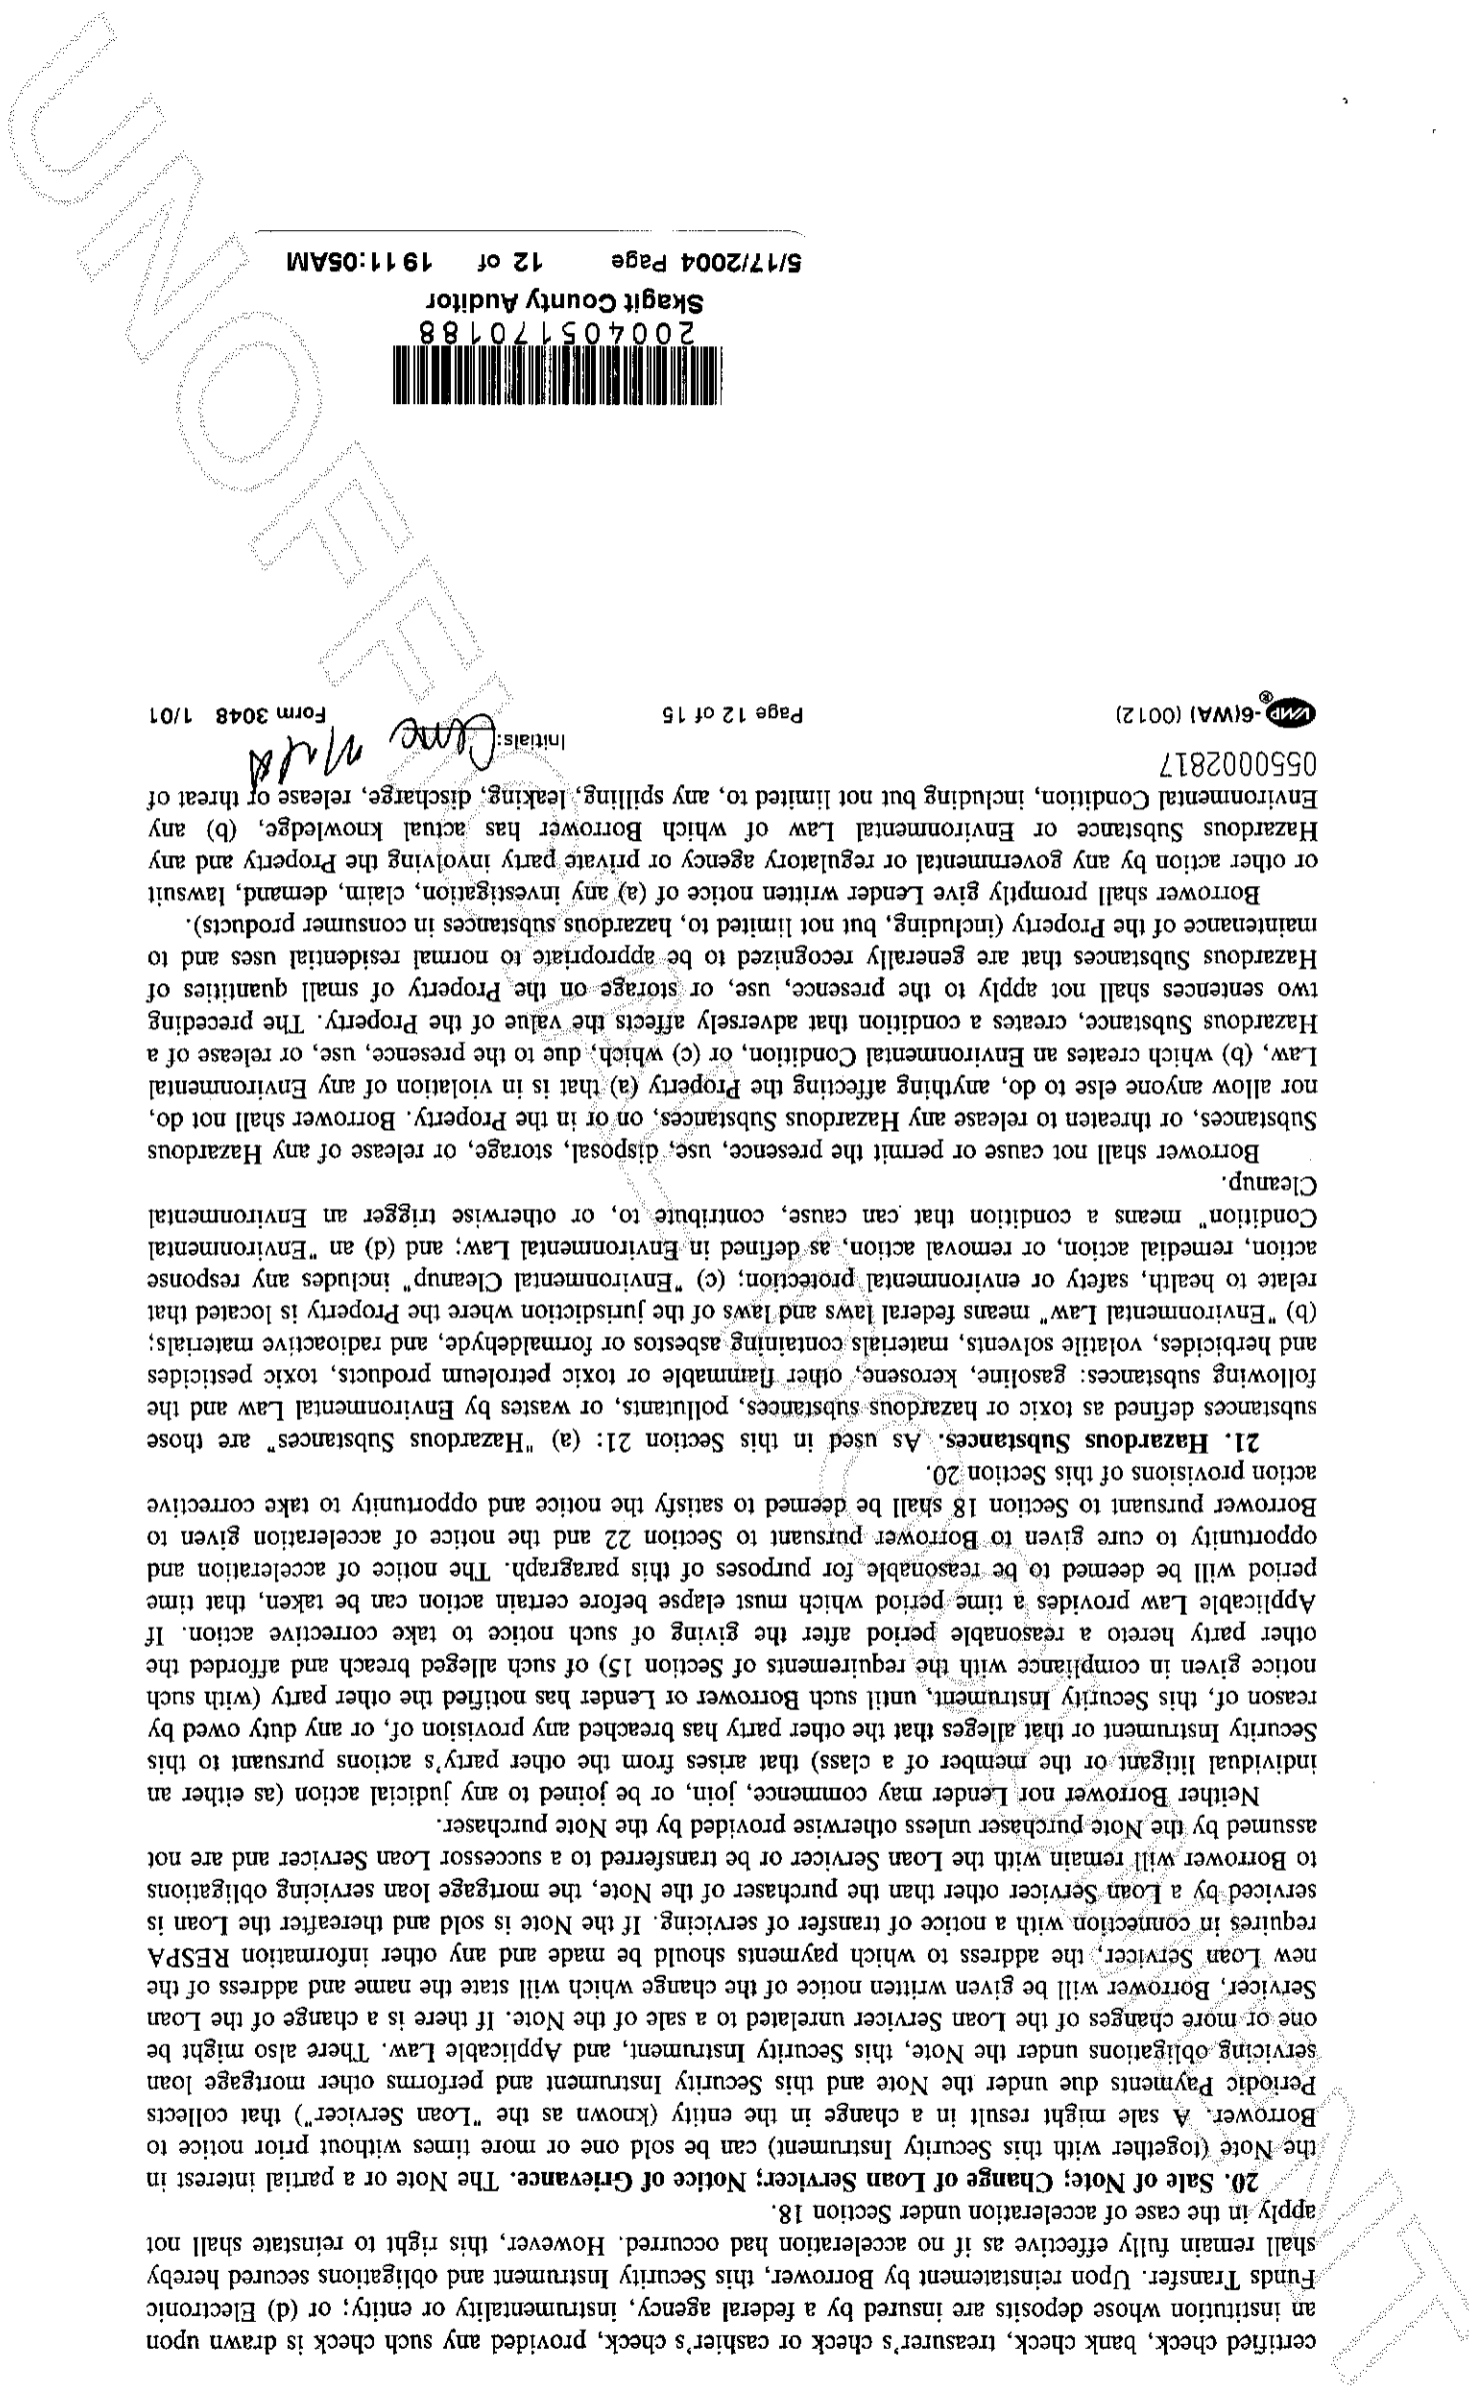 certified check, bank check, treasurer's check or cashier's check, provided any such check is drawn upon
an institution whose deposits are insured by a federal agency, instrumentality or entity; or (d) Electronic
Funds Transfer. Upon reinstatement by Borrower, this Security Instrument and obligations secured hereby
shall remain fully effective as if no acceleration had occurred. However, this right to reinstate shall not
apply in the case of acceleration under Section 18.
20. Sale of Note; Change of Loan Servicer; Notice of Grievance. The Note or a partial interest in
the Note (together with this Security Instrument) can be sold one or more times without prior notice to
Borrower. A sale might result in a change in the entity (known as the "Loan Servicer") that collects
Periodic Payments due under the Note and this Security Instrument and performs other mortgage loan
servicing obligations under the Note, this Security Instrument, and Applicable Law. There also might be
one or more changes of the Loan Servicer unrelated to a sale of the Note. If there is a change of the Loan
Servicer, Borrower will be given written notice of the change which will state the name and address of the
new Loan Servicer, the address to which payments should be made and any other information RESPA
requires in connection with a notice of transfer of servicing. If the Note is sold and thereafter the Loan is
serviced by a Loan Servicer other than the purchaser of the Note, the mortgage loan servicing obligations
to Borrower will remain with the Loan Servicer or be transferred to a successor Loan Servicer and are not
assumed by the Note purchaser unless otherwise provided by the Note purchaser.
Neither Borrower nor Lender may commence, join, or be joined to any judicial action (as either an
individual litigant or the member of a class) that arises from the other party's actions pursuant to this
Security Instrument or that alleges that the other party has breached any provision of, or any duty owed by
reason of, this Security Instrument, until such Borrower or Lender has notified the other party (with such
notice given in compliance with the requirements of Section 15) of such alleged breach and afforded the
other party hereto a reasonable period after the giving of such notice to take corrective action. If
Applicable Law provides a time period which must elapse before certain action can be taken, that time
period will be deemed to be reasonable for purposes of this paragraph. The notice of acceleration and
opportunity to cure given to Borrower pursuant to Section 22 and the notice of acceleration given to
Borrower pursuant to Section 18 shall be deemed to satisfy the notice and opportunity to take corrective
action provisions of this Section 20.
21. Hazardous Substances. As used in this Section 21: (a) "Hazardous Substances" are those
substances defined as toxic or hazardous substances, pollutants, or wastes by Environmental Law and the
following substances: gasoline, kerosene, other flammable or toxic petroleum products, toxic pesticides
and herbicides, volatile solvents, materials containing asbestos or formaldehyde, and radioactive materials;
(b) "Environmental Law" means federal laws and laws of the jurisdiction where the Property is located that
relate to health, safety or environmental protection; (c) "Environmental Cleanup" includes any response
action, remedial action, or removal action, as defined in Environmental Law; and (d) an "Environmental
Condition" means a condition that can cause, contribute to, or otherwise trigger an Environmental
Cleanup.
Borrower shall not cause or permit the presence, use, disposal, storage, or release of any Hazardous
Substances, or threaten to release any Hazardous Substances, on or in the Property. Borrower shall not do,
nor allow anyone else to do, anything affecting the Property (a) that is in violation of any Environmental
Law, (b) which creates an Environmental Condition, or (c) which, due to the presence, use, or release of a
Hazardous Substance, creates a condition that adversely affects the value of the Property. The preceding
two sentences shall not apply to the presence, use, or storage on the Property of small quantities of
Hazardous Substances that are generally recognized to be appropriate to normal residential uses and to
maintenance of the Property (including, but not limited to, hazardous substances in consumer products).
Borrower shall promptly give Lender written notice of (a) any investigation, claim, demand, lawsuit
or other action by any governmental or regulatory agency or private party involving the Property and any
Hazardous Substance or Environmental Law of which Borrower has actual knowledge, (b) any
Environmental Condition, including but not limited to, any spilling, leaking, discharge, release or threat of
0550002817
Initials:
VMP®-6(WA) (0012) Page 12 of 15 Form 3048 1/01
200405170188
Skagit County Auditor
5/17/2004 Page 12 of 19 11:05AM
UNOFFICIAL DOCUMENT